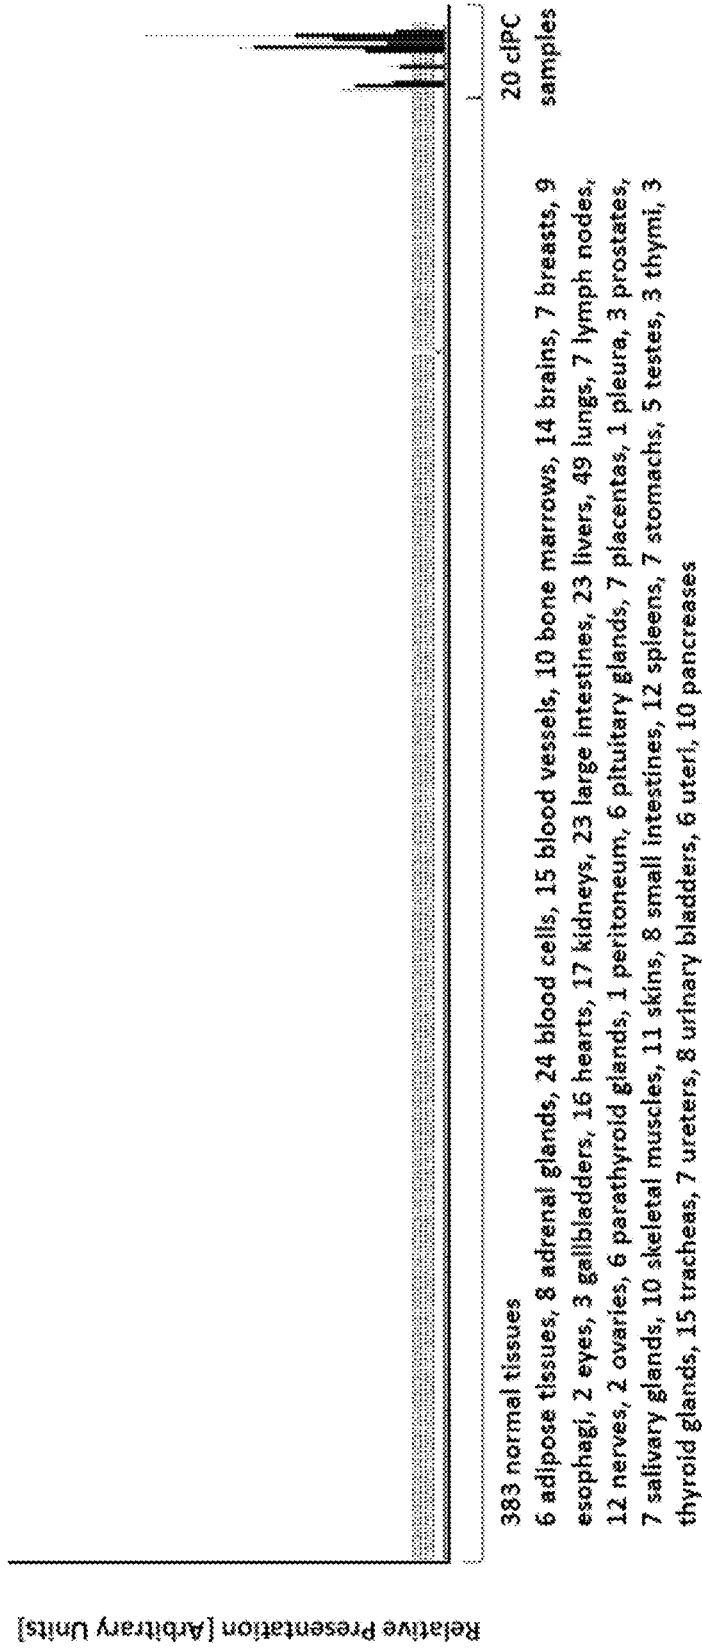 Relative Presentation [Arbitrary Units]
383 normal tissues
20 clPC
samples
6 adipose tissues, 8 adrenal glands, 24 blood cells, 15 blood vessels, 10 bone marrows, 14 brains, 7 breasts, 9
esophagi, 2 eyes, 3 gallbladders, 16 hearts, 17 kidneys, 23 large intestines, 23 livers, 49 lungs, 7 lymph nodes,
12 nerves, 2 ovaries, 6 parathyroid glands, 1 peritoneum, 6 pituitary glands, 7 placentas, 1 pleura, 3 prostates,
7 salivary glands, 10 skeletal muscles, 11 skins, 8 small intestines, 12 spleens, 7 stomachs, 5 testes, 3 thymi, 3
thyroid glands, 15 tracheas, 7 ureters, 8 urinary bladders, 6 uteri, 10 pancreases